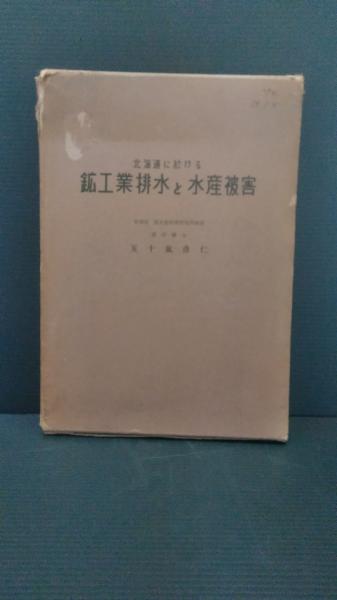 北海道に於ける
鉱工業排水と水産被害
五十嵐彦仁